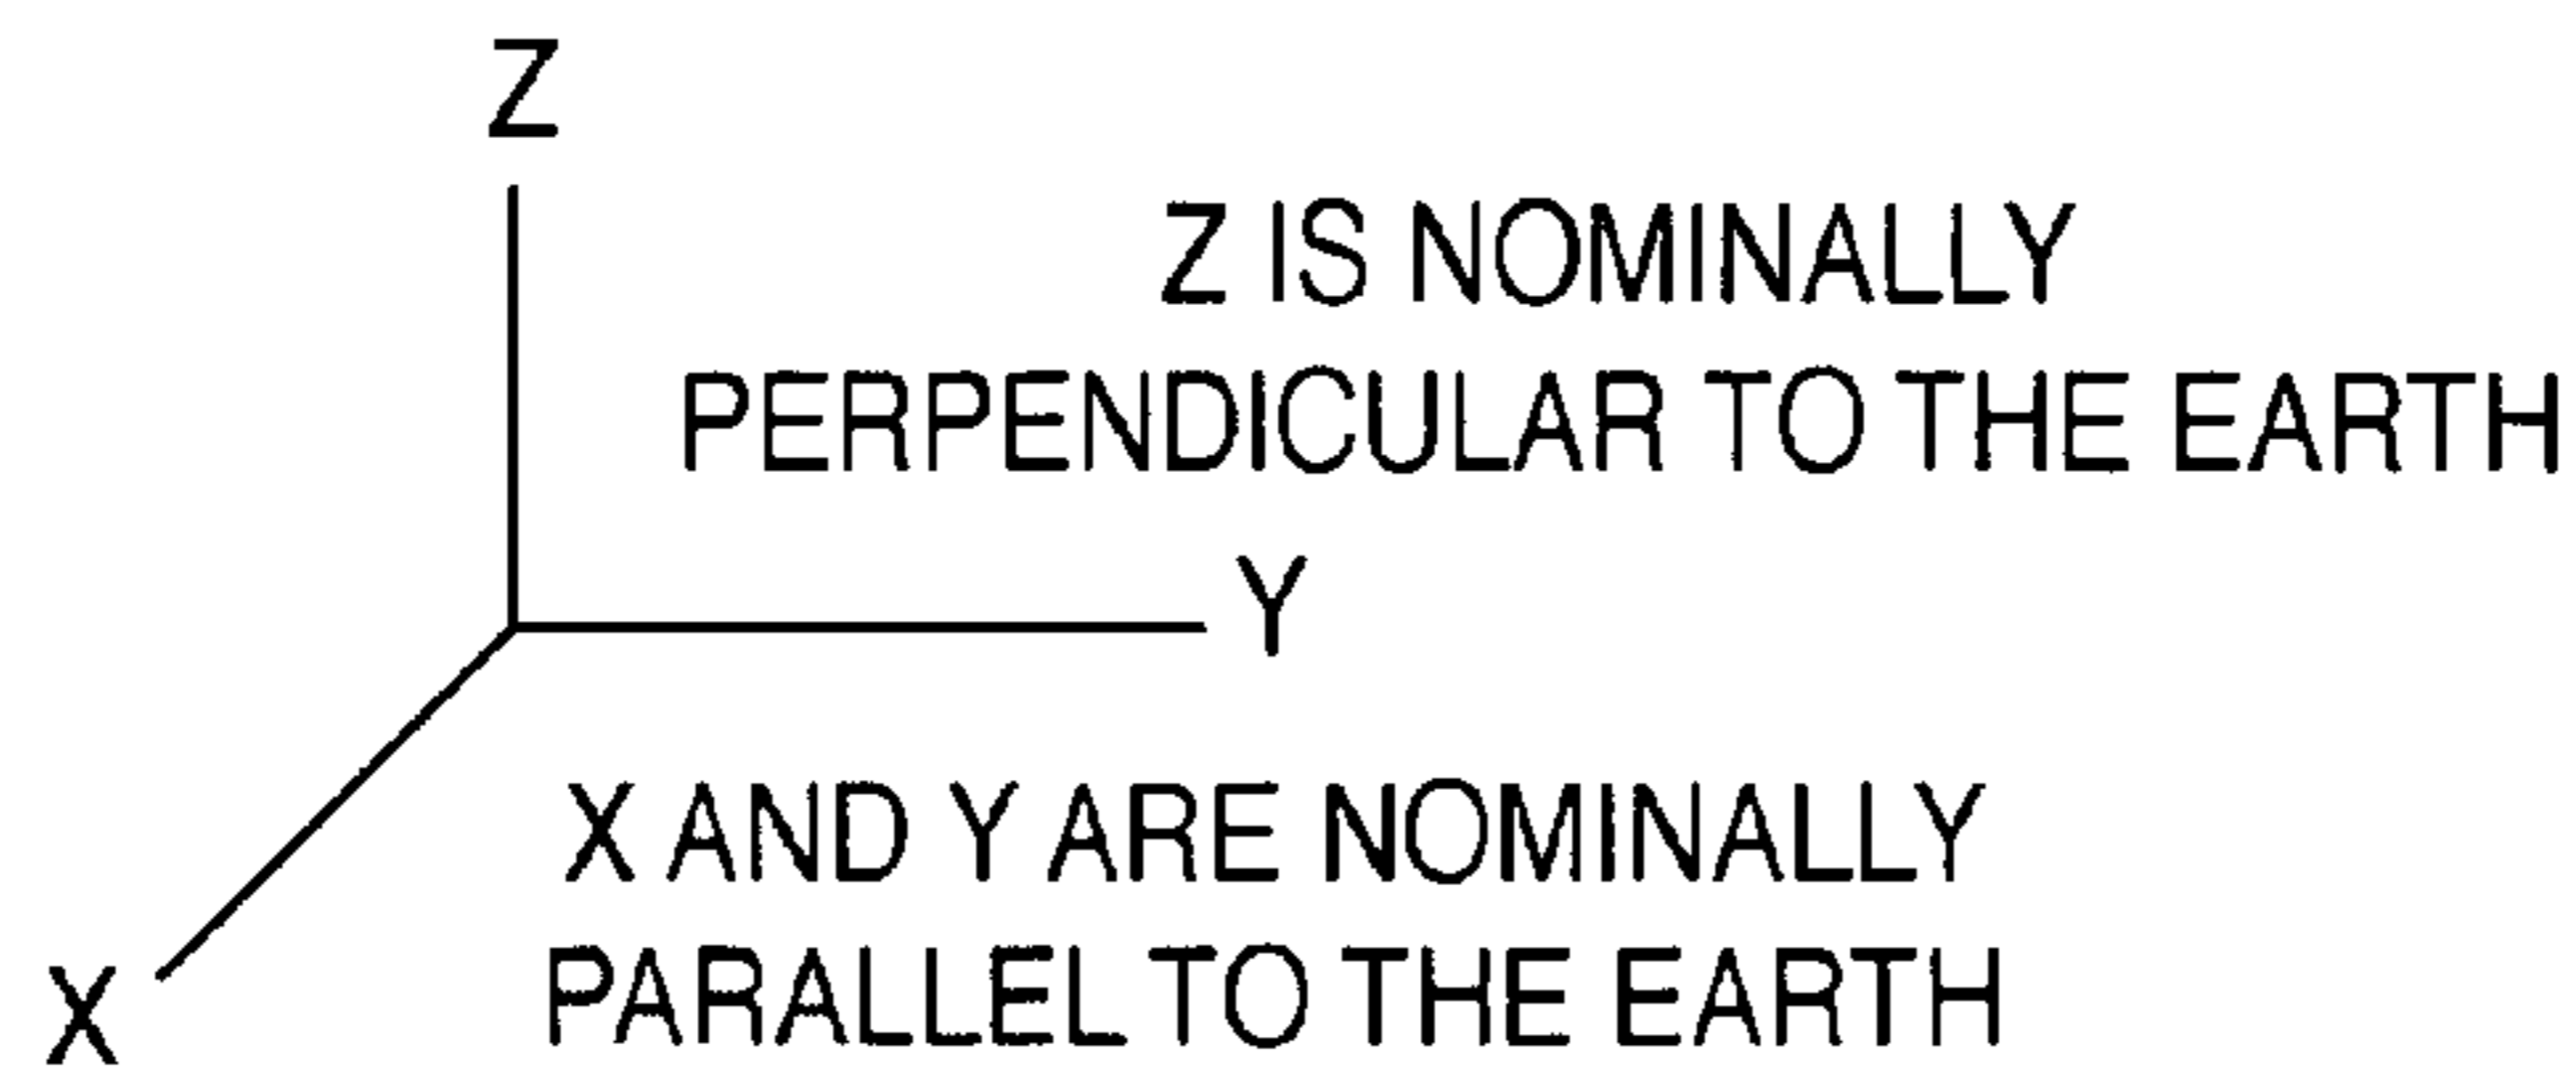 Z
Z IS NOMINALLY
PERPENDICULAR TO THE EARTH
Y
X AND Y ARE NOMINALLY
PARALLEL TO THE EARTH
X